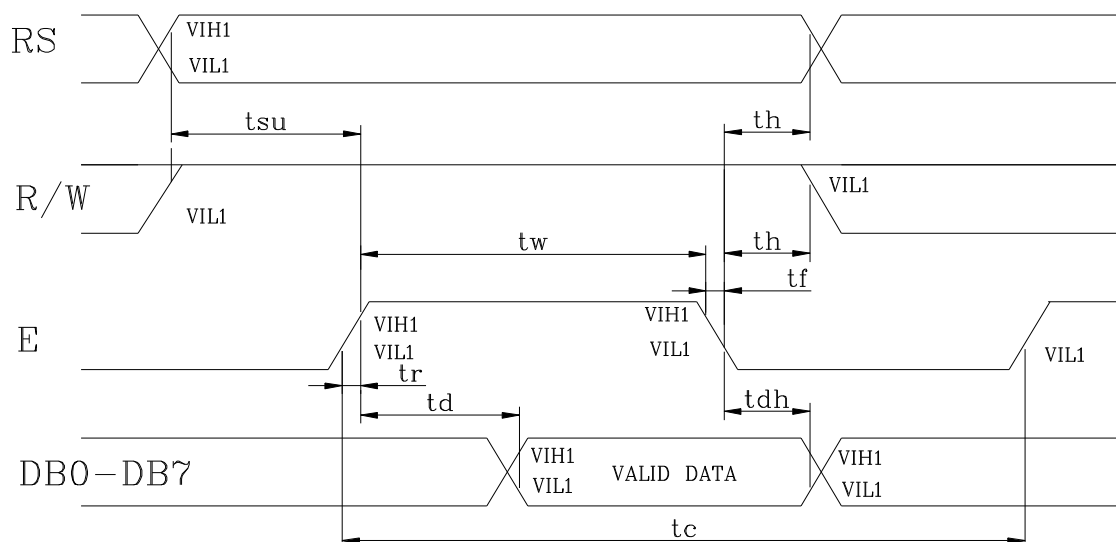 RS
VIH1
VIL1
tsu
th
R/W
VIL1
VIL1
tw
th
tf
E
VIH1
VIL1
VIH1
VIL1
VIL1
tr
td
tdh
DB0-DB7
VIH1
VIL1
VALID DATA
VIH1
VIL1
tc